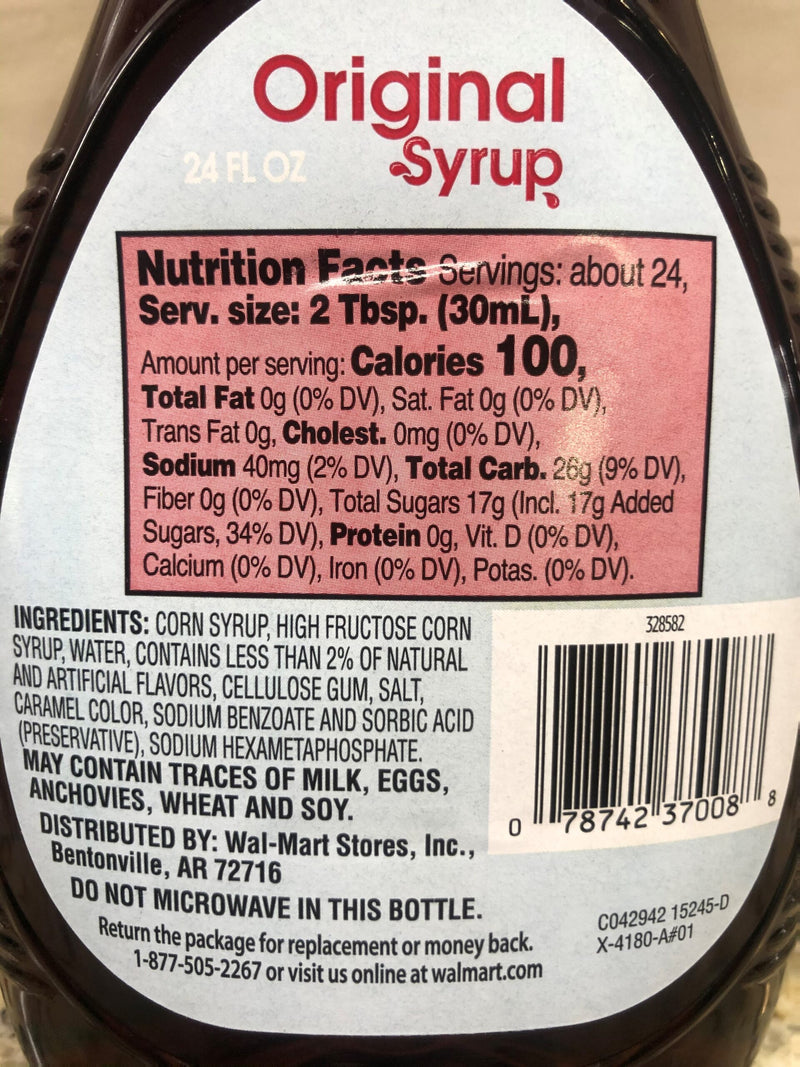 Original
24 FL OZ
Syrup
Nutrition Facts Servings: about 24,
Serv. size: 2 Tbsp. (30mL),
Amount per serving: Calories 100,
Total Fat 0g (0% DV), Sat. Fat 0g (0% DV),
Trans Fat 0g, Cholest. 0mg (0% DV),
Sodium 40mg (2% DV), Total Carb. 26g (9% DV),
Fiber 0g (0% DV), Total Sugars 17g (Incl. 17g Added
Sugars, 34% DV), Protein 0g, Vit. D (0% DV),
Calcium (0% DV), Iron (0% DV), Potas. (0% DV).
INGREDIENTS: CORN SYRUP, HIGH FRUCTOSE CORN
SYRUP, WATER, CONTAINS LESS THAN 2% OF NATURAL
AND ARTIFICIAL FLAVORS, CELLULOSE GUM, SALT,
CARAMEL COLOR, SODIUM BENZOATE AND SORBIC ACID
(PRESERVATIVE), SODIUM HEXAMETAPHOSPHATE.
MAY CONTAIN TRACES OF MILK, EGGS,
ANCHOVIES, WHEAT AND SOY.
DISTRIBUTED BY: Wal-Mart Stores, Inc.,
Bentonville, AR 72716
DO NOT MICROWAVE IN THIS BOTTLE.
Return the package for replacement or money back.
1-877-505-2267 or visit us online at walmart.com
328582
0 78742 37008 8
C042942 15245-D
X-4180-A#01